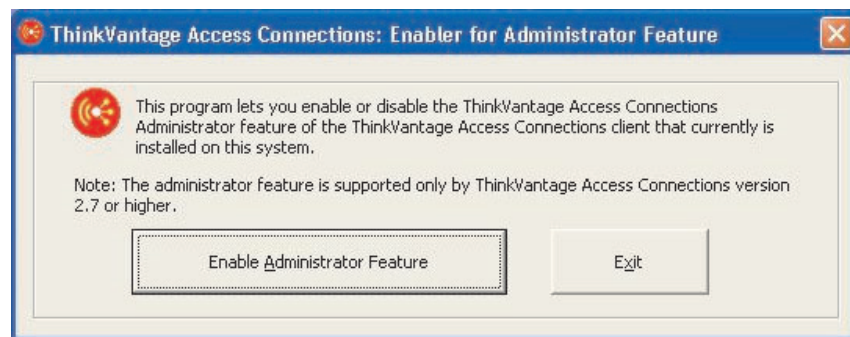 ThinkVantage Access Connections: Enabler for Administrator Feature
This program lets you enable or disable the ThinkVantage Access Connections
Administrator feature of the ThinkVantage Access Connections client that currently is
installed on this system.
Note: The administrator feature is supported only by ThinkVantage Access Connections version
2.7 or higher.
Enable Administrator Feature
Exit